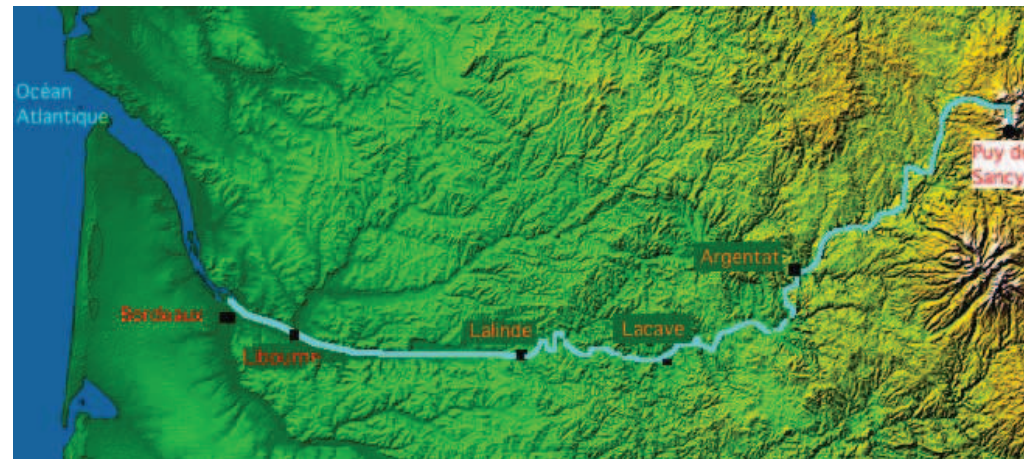 Océan
Atlantique
Puy de
Sancy
Argentat
Bordeaux
Lalinde
Lacave
Libourne